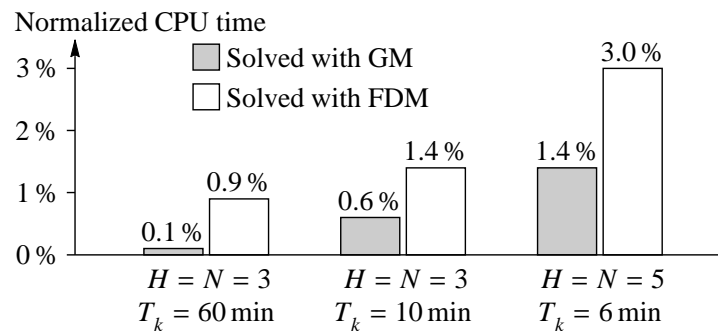 Normalized CPU time
Solved with GM
Solved with FDM
3 %
2 %
1 %
0 %
0.1 %
0.9 %
0.6 %
1.4 %
1.4 %
3.0 %
H = N = 3
T_k = 60 min
H = N = 3
T_k = 10 min
H = N = 5
T_k = 6 min